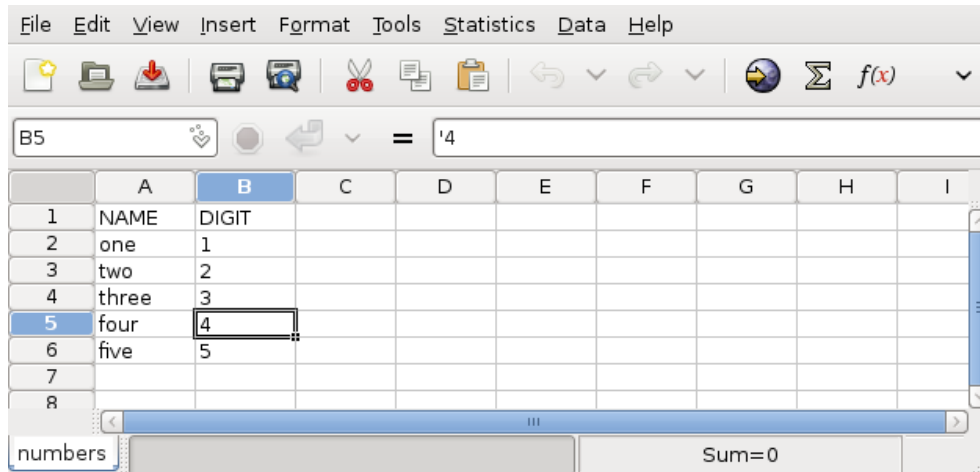 File Edit View Insert Format Tools Statistics Data Help
f(x)
B5 = '4
A B C D E F G H I
1 NAME DIGIT
2 one 1
3 two 2
4 three 3
5 four 4
6 five 5
7
8
numbers Sum=0